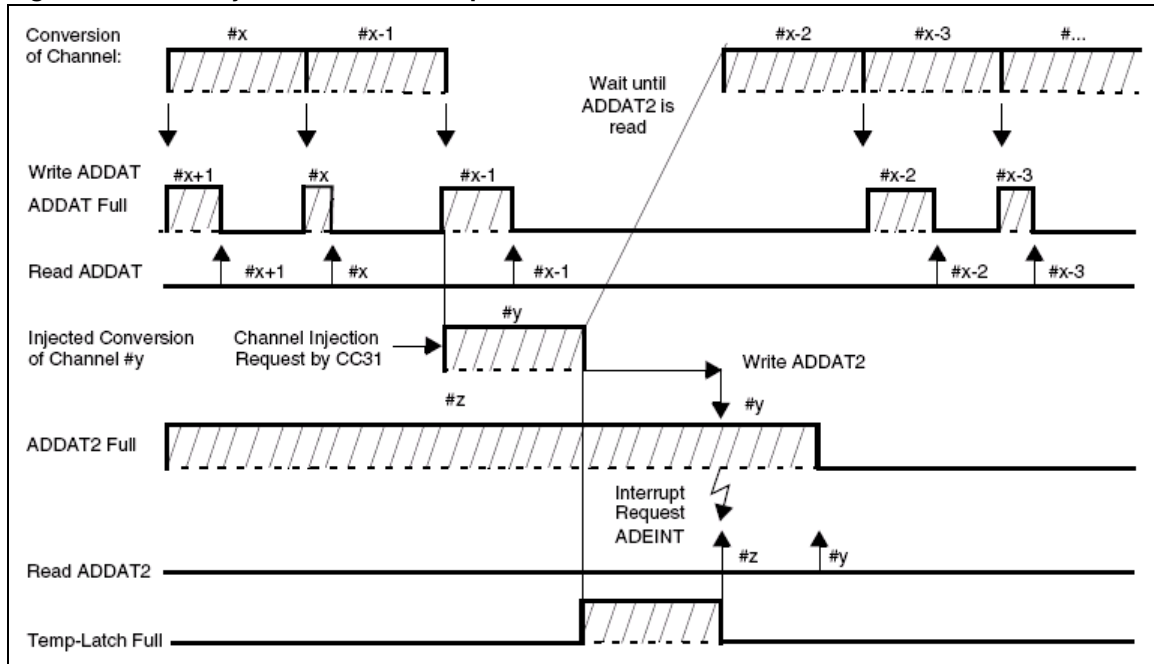 Conversion
of Channel:
#x
#x-1
#x-2
#x-3
#...
Wait until
ADDAT2 is
read
Write ADDAT
ADDAT Full
#x+1
#x
#x-1
#x-2
#x-3
Read ADDAT
#x+1
#x
#x-1
#x-2
#x-3
Injected Conversion
of Channel #y
Channel Injection
Request by CC31
#y
Write ADDAT2
#z
#y
ADDAT2 Full
Interrupt
Request
ADEINT
Read ADDAT2
#z
#y
Temp-Latch Full